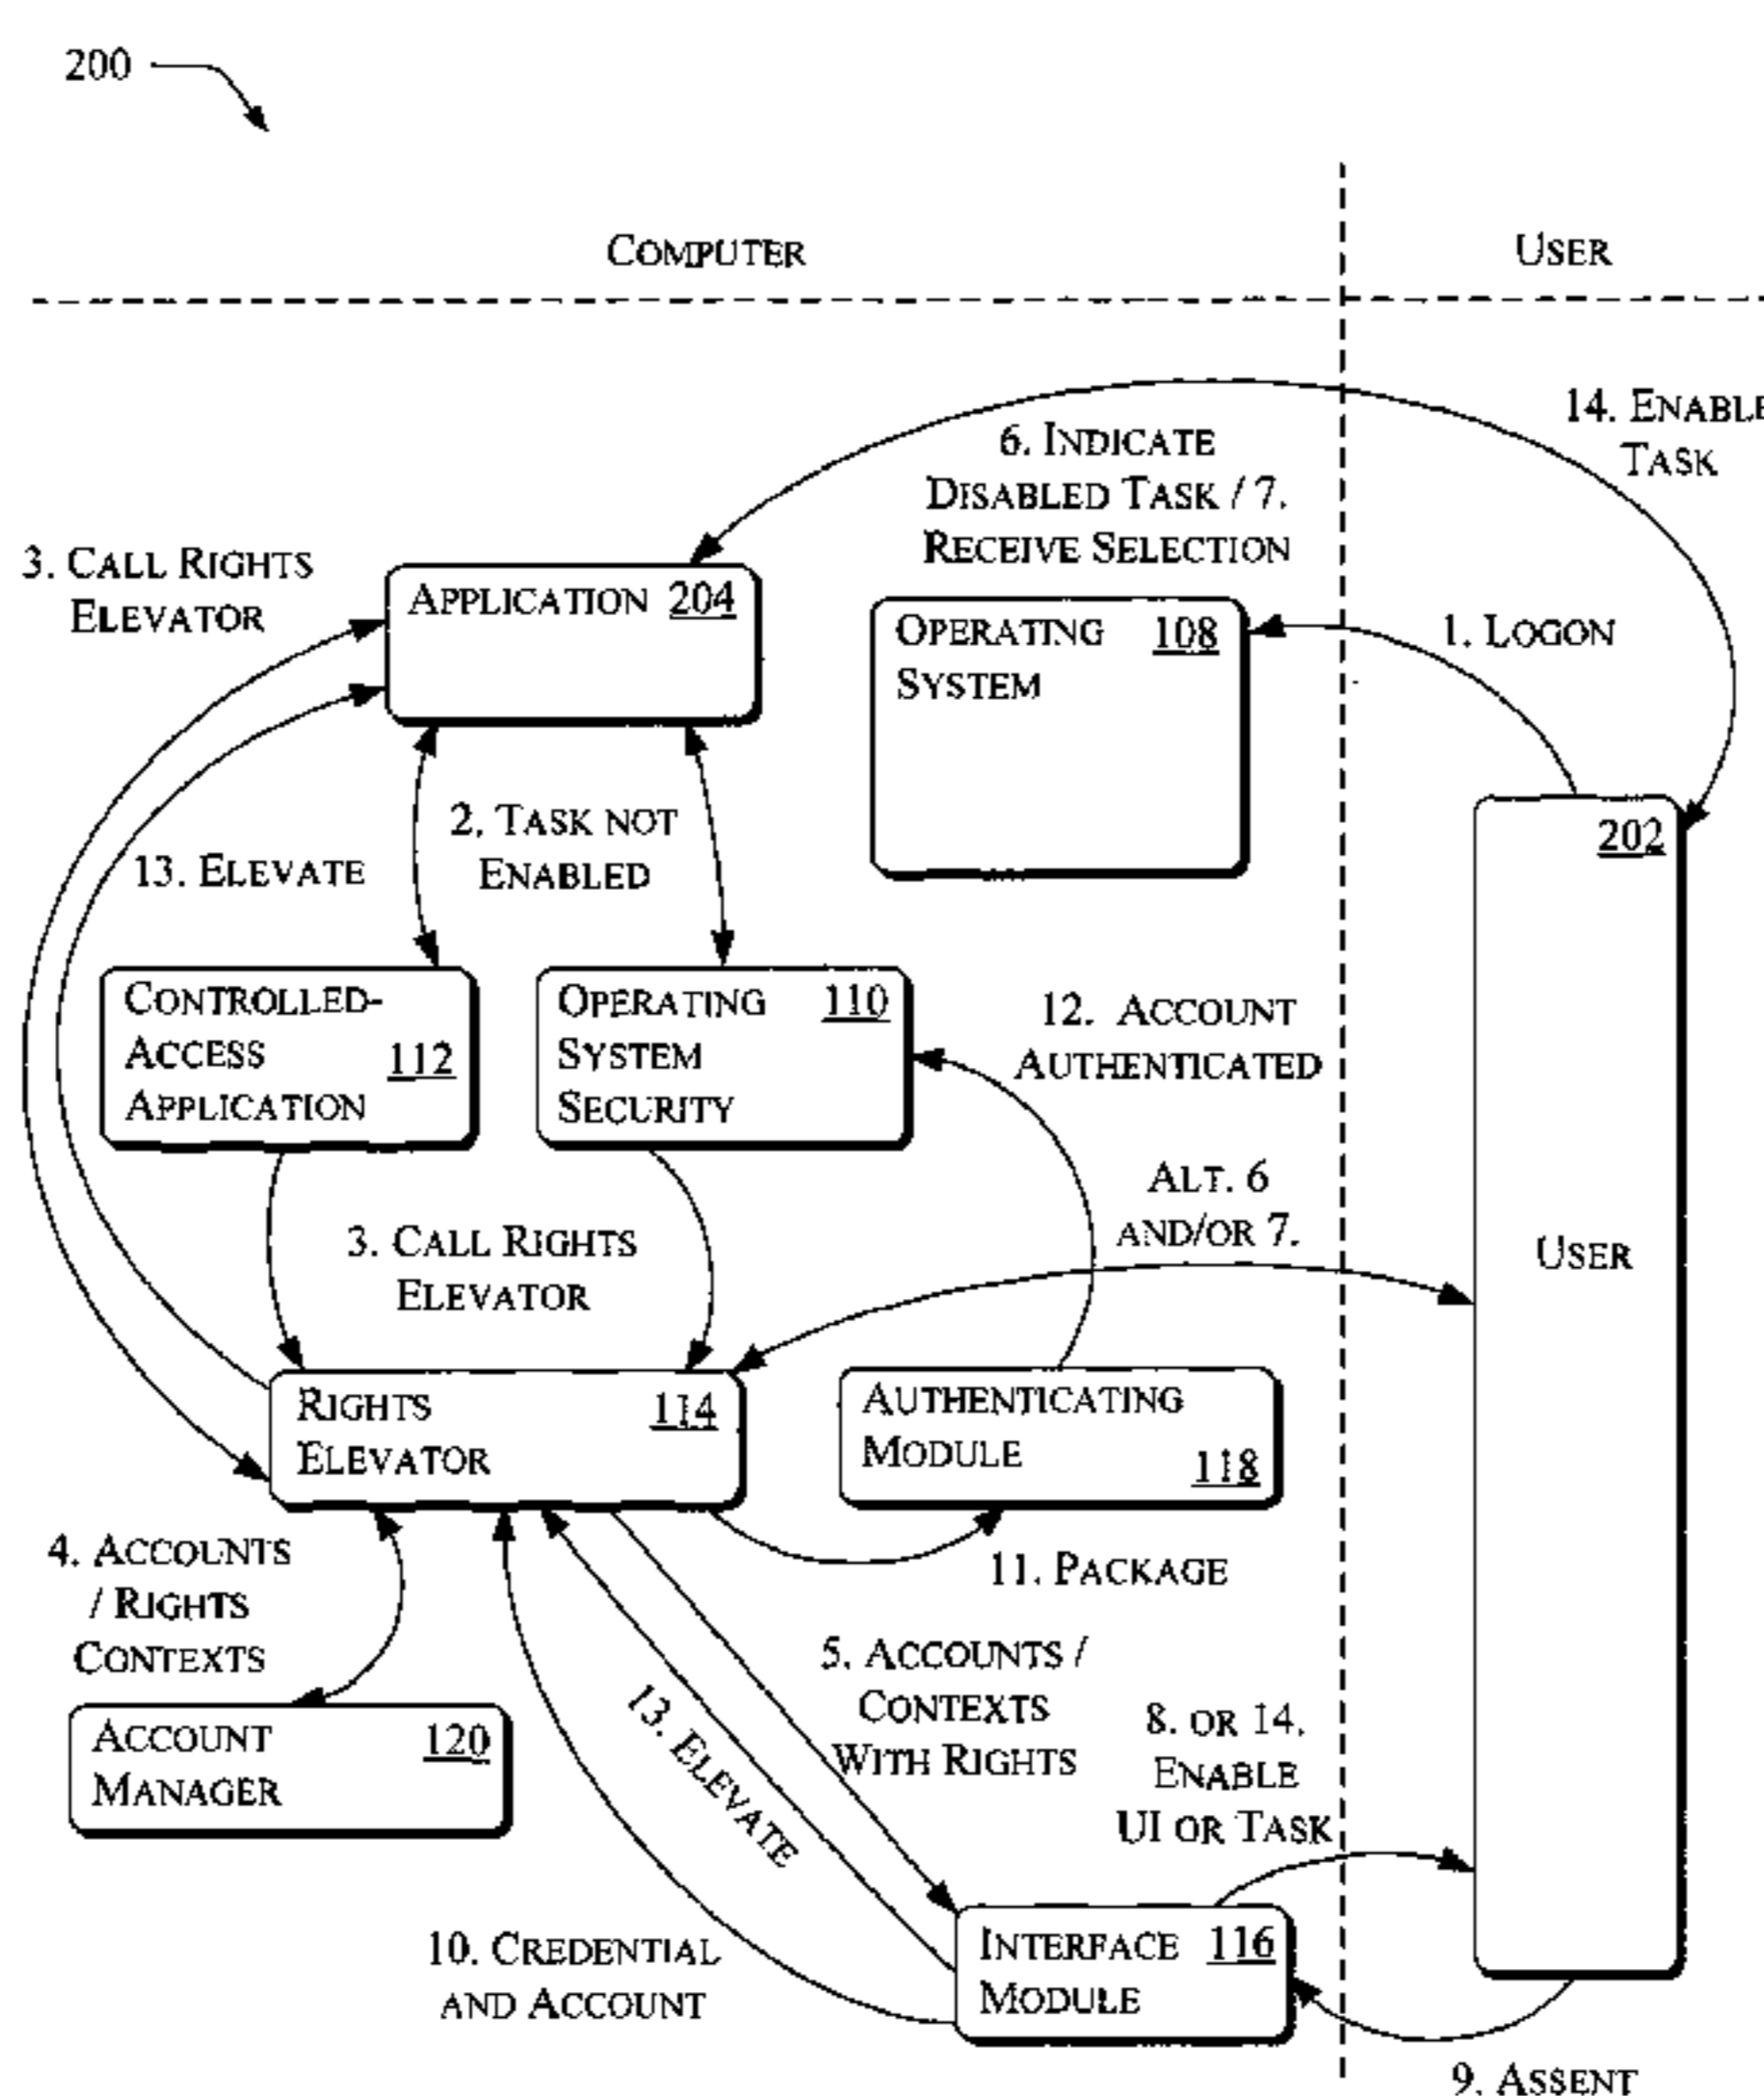 200
COMPUTER
USER
14. ENABLE
TASK
6. INDICATE
DISABLED TASK / 7.
RECEIVE SELECTION
3. CALL RIGHTS
ELEVATOR
APPLICATION 204
OPERATING 108
SYSTEM
1. LOGON
202
USER
2. TASK NOT
ENABLED
13. ELEVATE
CONTROLLED-
ACCESS 112
APPLICATION
OPERATING 110
SYSTEM
SECURITY
12. ACCOUNT
AUTHENTICATED
ALT. 6
AND/OR 7.
3. CALL RIGHTS
ELEVATOR
RIGHTS 114
ELEVATOR
AUTHENTICATING
MODULE 118
4. ACCOUNTS
/ RIGHTS
CONTEXTS
11. PACKAGE
5. ACCOUNTS /
CONTEXTS
WITH RIGHTS
13. ELEVATE
8. OR 14.
ENABLE
UI OR TASK
ACCOUNT 120
MANAGER
10. CREDENTIAL
AND ACCOUNT
INTERFACE 116
MODULE
9. ASSENT